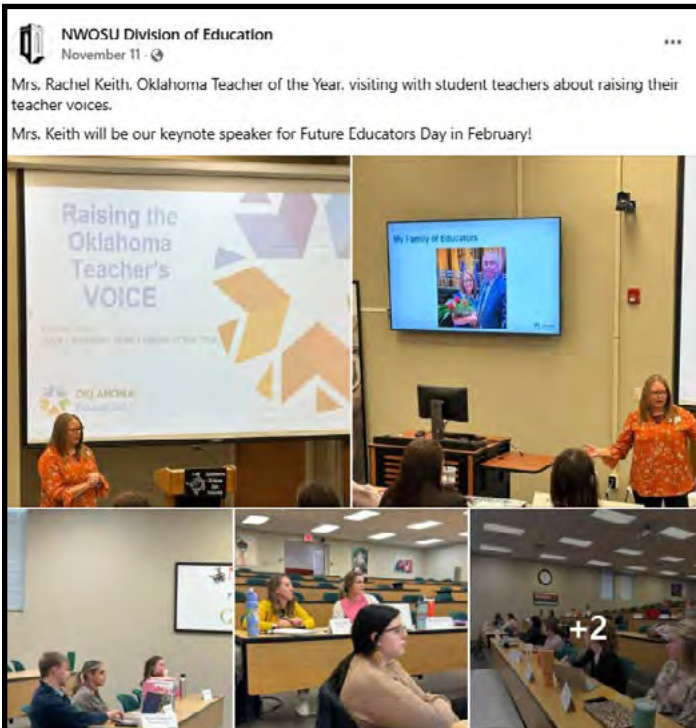 NWOSU Division of Education
November 11
Mrs. Rachel Keith, Oklahoma Teacher of the Year, visiting with student teachers about raising their
teacher voices.
Mrs. Keith will be our keynote speaker for Future Educators Day in February!
Raising the
Oklahoma
Teacher's
VOICE
OKLAHOMA
My Family of Educators
+2